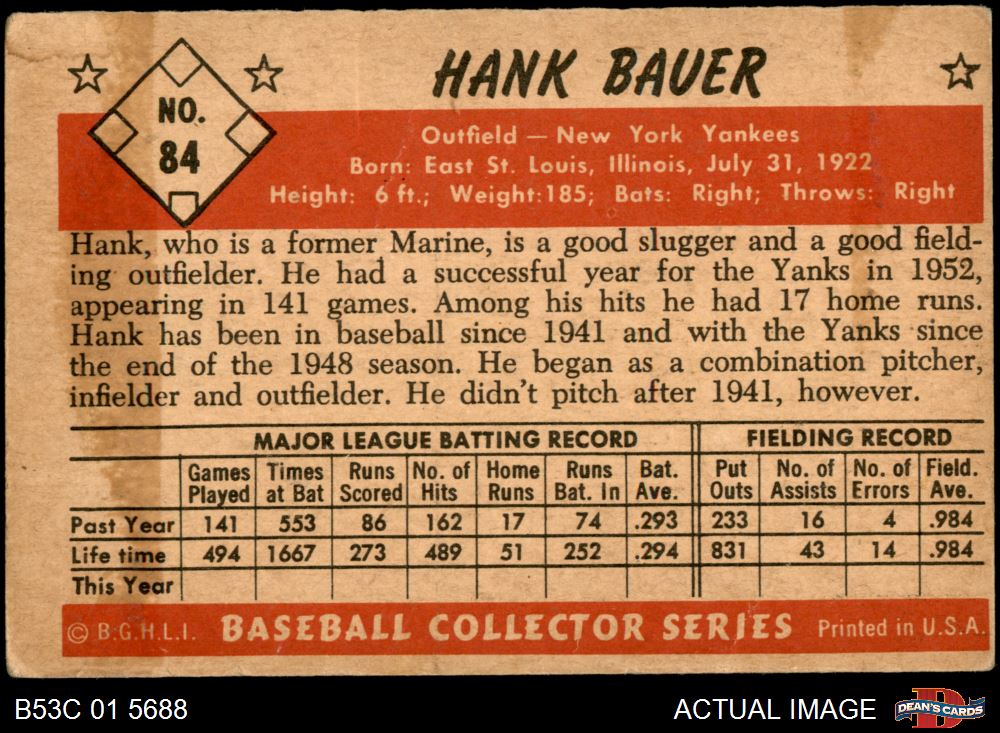 NO.
84
HANK BAUER
Outfield — New York Yankees
Born: East St. Louis, Illinois, July 31, 1922
Height: 6 ft.; Weight:185; Bats: Right; Throws: Right
Hank, who is a former Marine, is a good slugger and a good field-
ing outfielder. He had a successful year for the Yanks in 1952,
appearing in 141 games. Among his hits he had 17 home runs.
Hank has been in baseball since 1941 and with the Yanks since
the end of the 1948 season. He began as a combination pitcher,
infielder and outfielder. He didn't pitch after 1941, however.
MAJOR LEAGUE BATTING RECORD FIELDING RECORD
Games Times Runs No. of Home Runs Bat. Put No. of No. of Field.
Played at Bat Scored Hits Runs Bat. In Ave. Outs Assists Errors Ave.
Past Year 141 553 86 162 17 74 .293 233 16 4 .984
Life time 494 1667 273 489 51 252 .294 831 43 14 .984
This Year
© B.G.H.L.I. BASEBALL COLLECTOR SERIES Printed in U.S.A.
B53C 01 5688 ACTUAL IMAGE DEAN'S CARDS